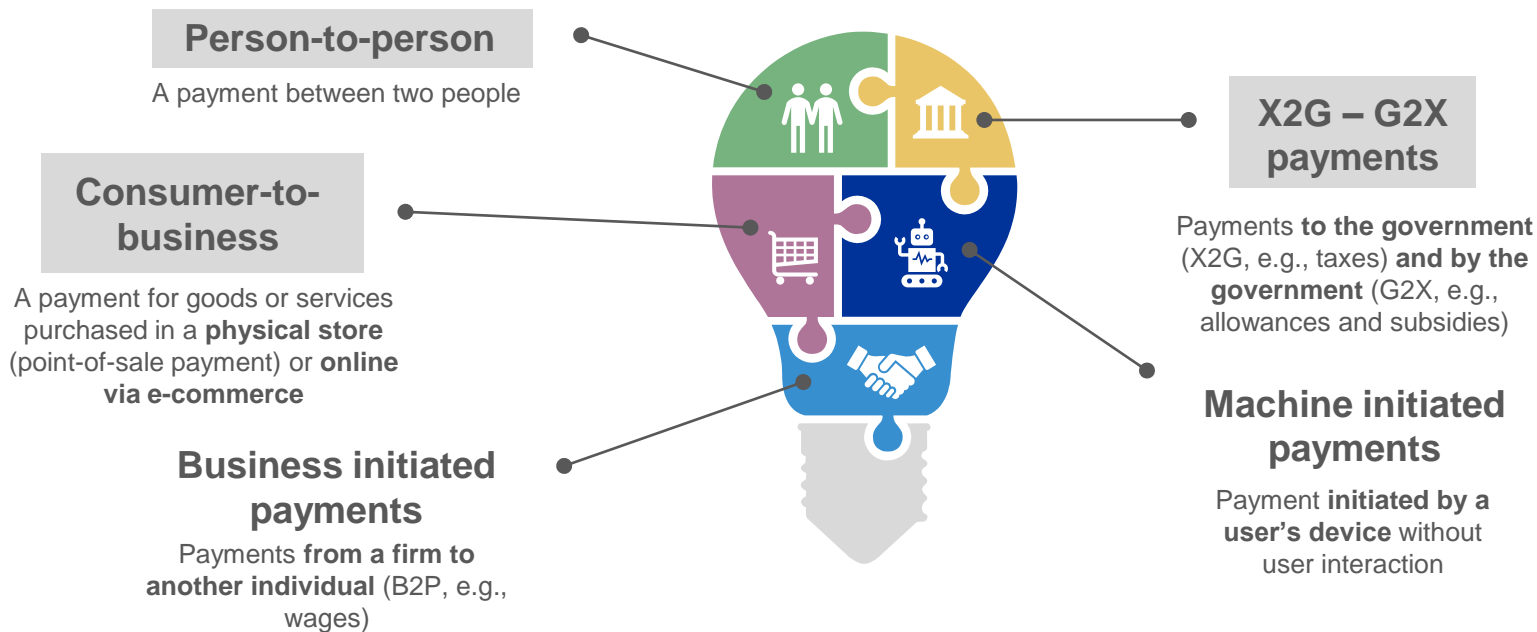 Person-to-person
A payment between two people
Consumer-to-
business
A payment for goods or services
purchased in a physical store
(point-of-sale payment) or online
via e-commerce
Business initiated
payments
Payments from a firm to
another individual (B2P, e.g.,
wages)
X2G – G2X
payments
Payments to the government
(X2G, e.g., taxes) and by the
government (G2X, e.g.,
allowances and subsidies)
Machine initiated
payments
Payment initiated by a
user’s device without
user interaction